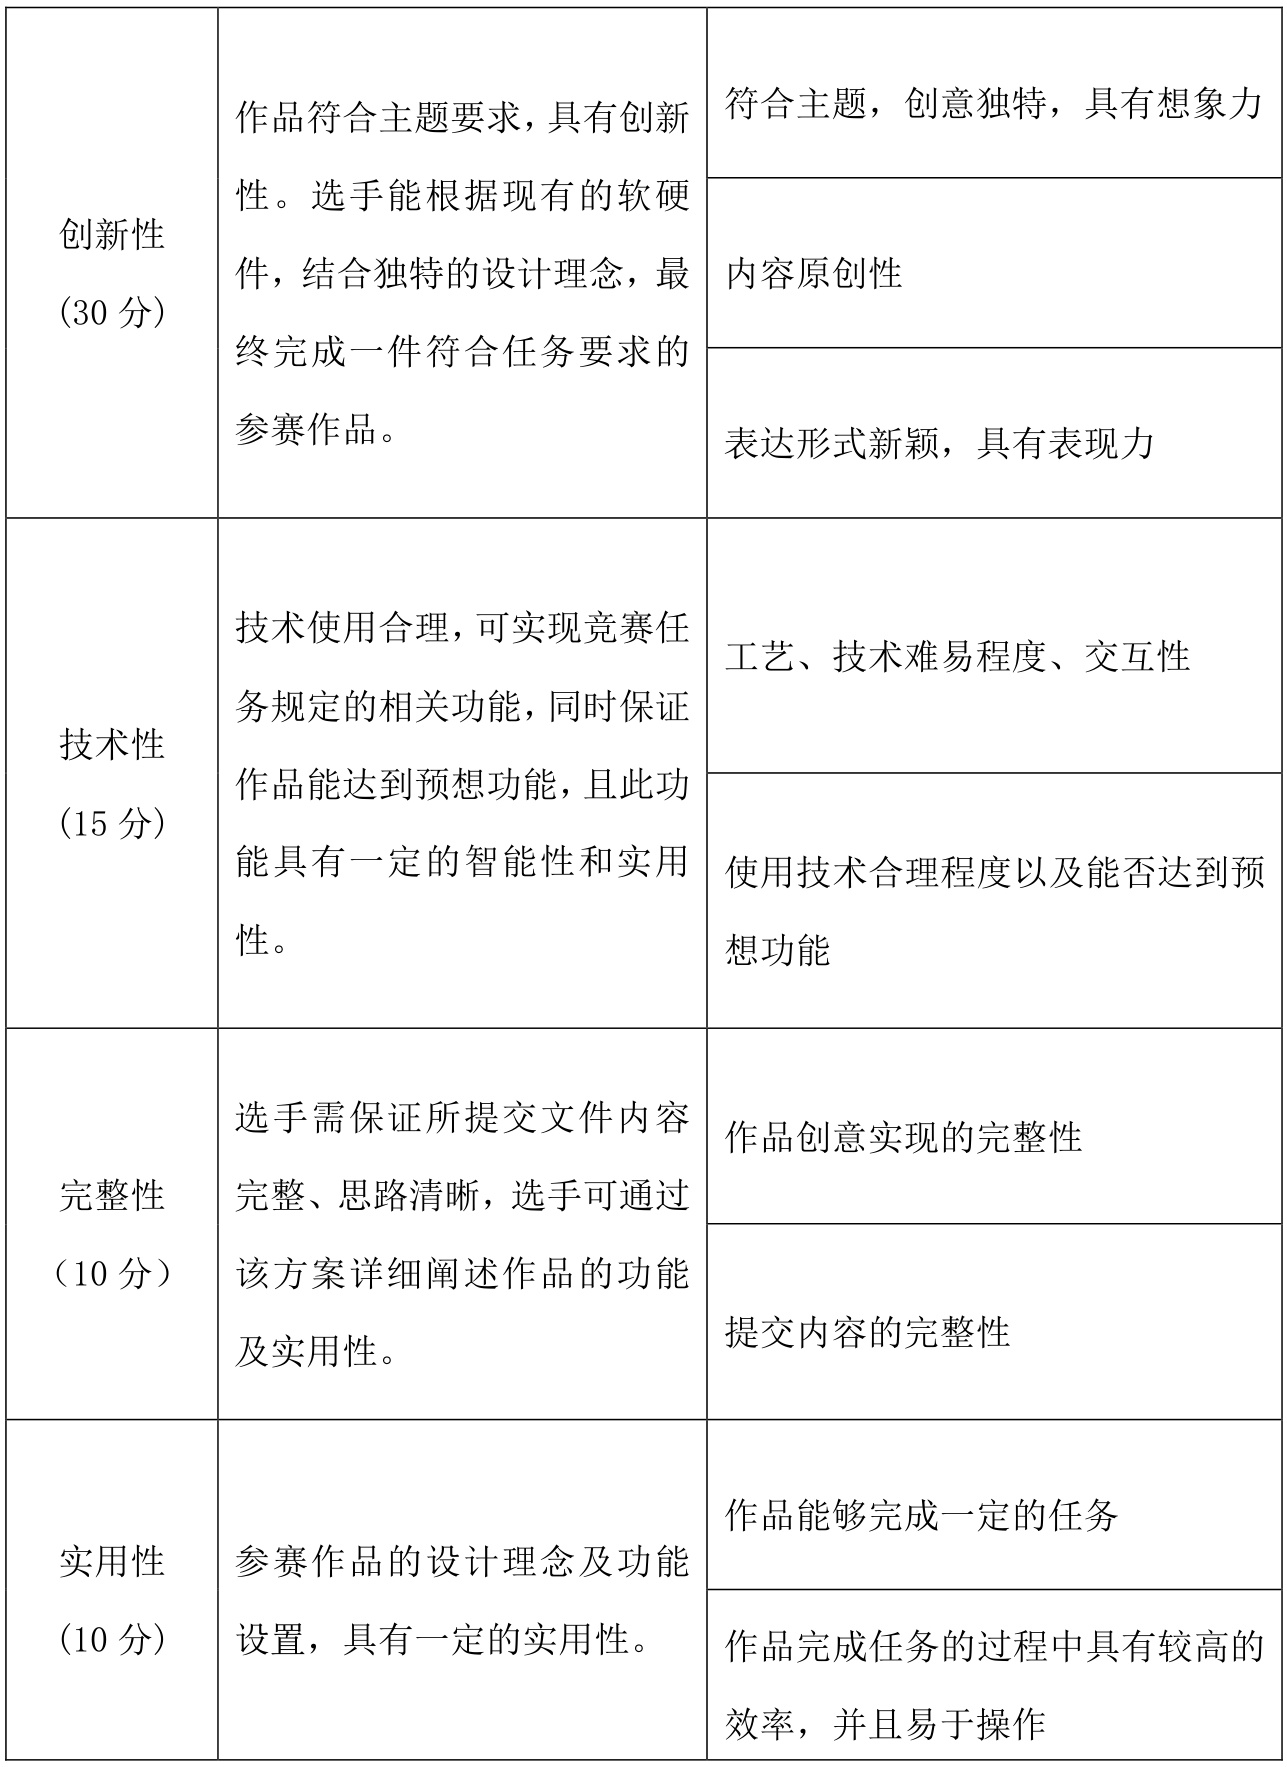 创新性
(30 分)
作品符合主题要求，具有创新
性。选手能根据现有的软硬
件，结合独特的设计理念，最
终完成一件符合任务要求的
参赛作品。
符合主题，创意独特，具有想象力
内容原创性
表达形式新颖，具有表现力
技术性
(15 分)
技术使用合理，可实现竞赛任
务规定的相关功能，同时保证
作品能达到预想功能，且此功
能具有一定的智能性和实用
性。
工艺、技术难易程度、交互性
使用技术合理程度以及能否达到预
想功能
完整性
（10 分）
选手需保证所提交文件内容
完整、思路清晰，选手可通过
该方案详细阐述作品的功能
及实用性。
作品创意实现的完整性
提交内容的完整性
实用性
(10 分)
参赛作品的设计理念及功能
设置，具有一定的实用性。
作品能够完成一定的任务
作品完成任务的过程中具有较高的
效率，并且易于操作